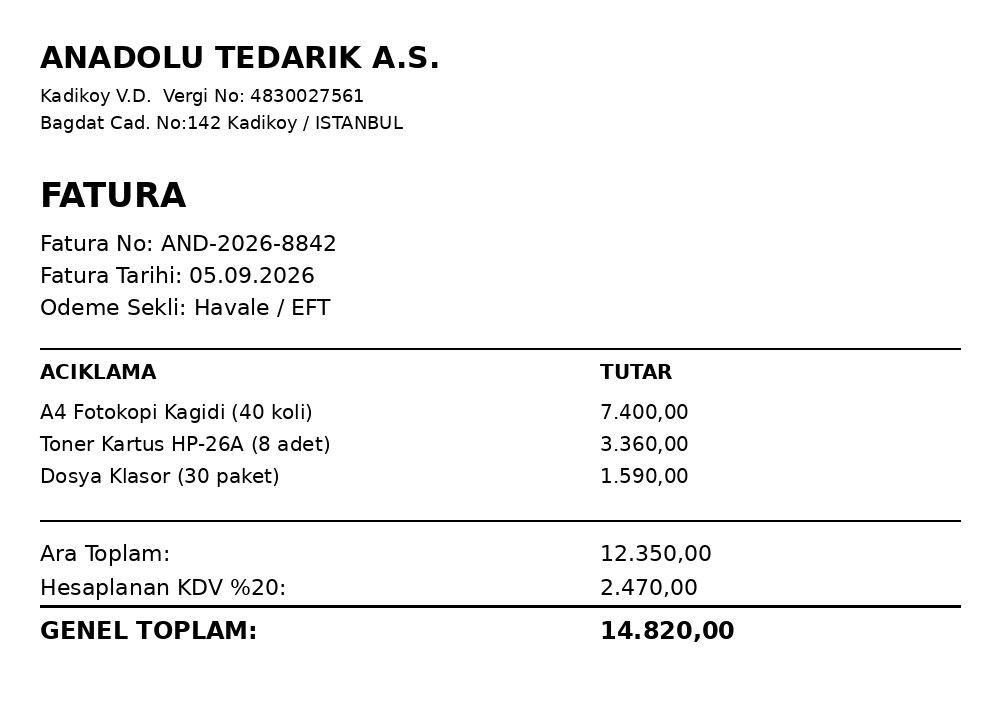 ANADOLU TEDARIK A.S.
Kadikoy V.D.  Vergi No: 4830027561
Bagdat Cad. No:142 Kadikoy / ISTANBUL
FATURA
Fatura No: AND-2026-8842
Fatura Tarihi: 05.09.2026
Odeme Sekli: Havale / EFT
ACIKLAMA TUTAR
A4 Fotokopi Kagidi (40 koli) 7.400,00
Toner Kartus HP-26A (8 adet) 3.360,00
Dosya Klasor (30 paket) 1.590,00
Ara Toplam: 12.350,00
Hesaplanan KDV %20: 2.470,00
GENEL TOPLAM: 14.820,00